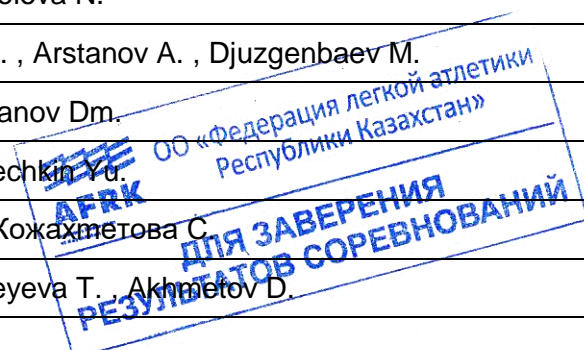 N.
. , Arstanov A. , Djuzgenbaev M.
anov Dm.
echkin Yu.
Кожахметова С.
eyeva T. , Akhmetov D.
ОО «Федерация легкой атлетики
Республики Казахстан»
AFRK
ДЛЯ ЗАВЕРЕНИЯ
РЕЗУЛЬТАТОВ СОРЕВНОВАНИЙ